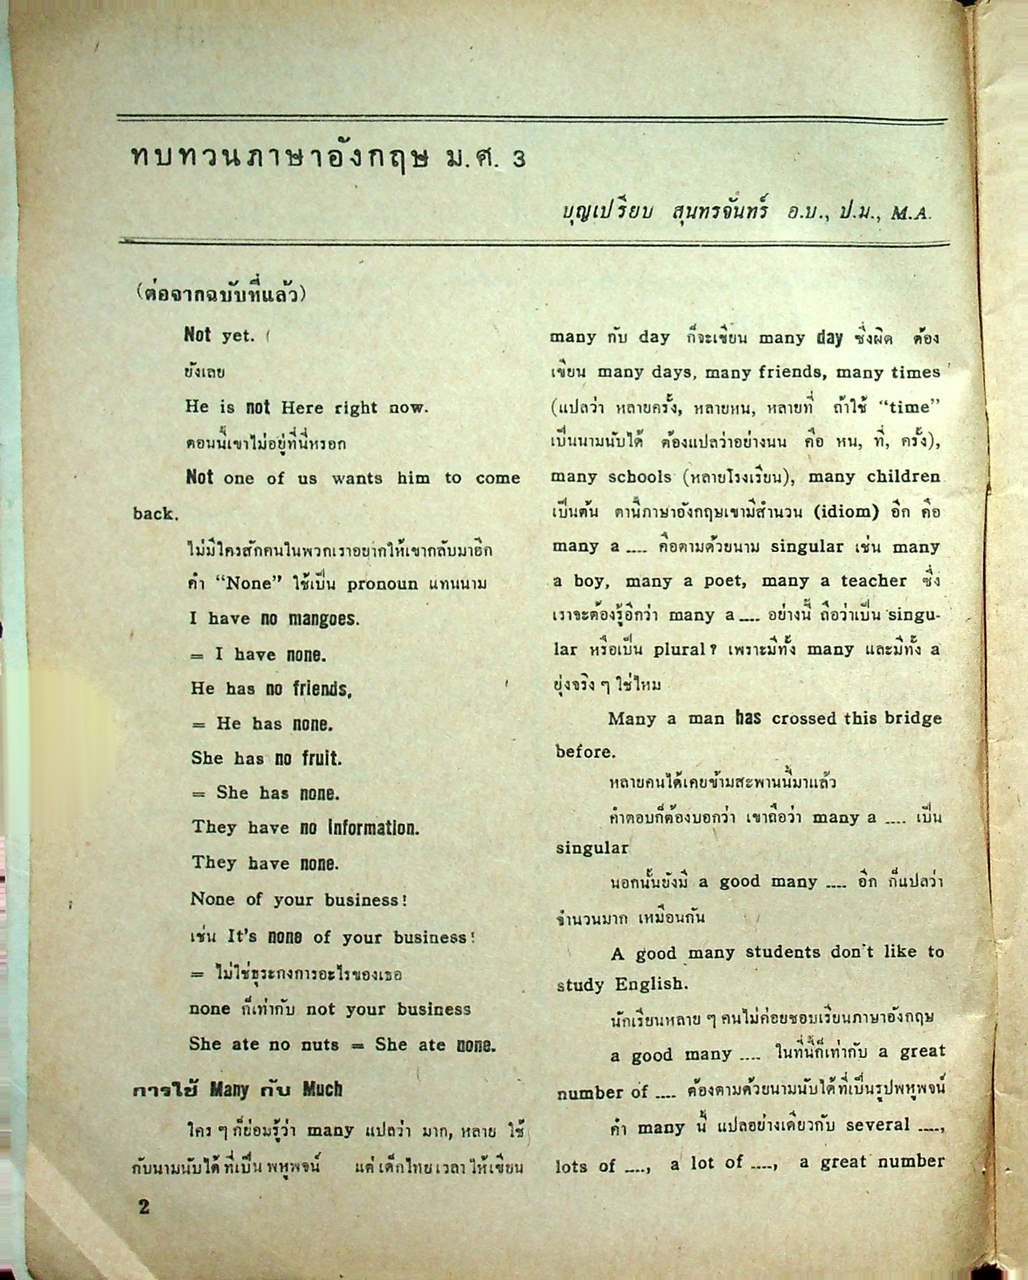 ทบทวนภาษาอังกฤษ ม.ศ. 3
บุญเปรียบ สุนทรจันทร์ อ.บ., ป.ม., M.A.
(ต่อจากฉบับที่แล้ว)
Not yet.
ยังเลย
He is not Here right now.
ตอนนี้เขาไม่อยู่ที่นี่หรอก
Not one of us wants him to come
back.
ไม่มีใครสักคนในพวกเราอยากให้เขากลับมาอีก
คำ “None” ใช้เป็น pronoun แทนนาม
I have no mangoes.
= I have none.
He has no friends,
= He has none.
She has no fruit.
= She has none.
They have no information.
They have none.
None of your business!
เช่น It's none of your business!
= ไม่ใช่ธุระกงการอะไรของเธอ
none ก็เท่ากับ not your business
She ate no nuts = She ate none.
การใช้ Many กับ Much
ใคร ๆ ก็ย่อมรู้ว่า many แปลว่า มาก, หลาย ใช้
กับนามนับได้ ที่เป็น พหูพจน์ แต่ เด็กไทย เวลา ให้เขียน
many กับ day ก็จะเขียน many day ซึ่งผิด ต้อง
เขียน many days, many friends, many times
(แปลว่า หลายครั้ง, หลายหน, หลายที่ ถ้าใช้ “time”
เป็นนามนับได้ ต้องแปลว่าอย่างนน คือ หน, ที่, ครั้ง),
many schools (หลายโรงเรียน), many children
เป็นต้น ตานี้ภาษาอังกฤษเขามีสำนวน (idiom) อีก คือ
many a .... คือตามด้วยนาม singular เช่น many
a boy, many a poet, many a teacher ซึ่ง
เราจะต้องรู้อีกว่า many a .... อย่างนี้ ถือว่าเป็น singu-
lar หรือเป็น plural? เพราะมีทั้ง many และมีทั้ง a
ยุ่งจริง ๆ ใช่ไหม
Many a man has crossed this bridge
before.
หลายคนได้เคยข้ามสะพานนี้มาแล้ว
คำตอบก็ต้องบอกว่า เขาถือว่า many a .... เป็น
singular
นอกนั้นยังมี a good many .... อีก ก็แปลว่า
จำนวนมาก เหมือนกัน
A good many students don't like to
study English.
นักเรียนหลาย ๆ คนไม่ค่อยชอบเรียนภาษาอังกฤษ
a good many .... ในที่นี้ก็เท่ากับ a great
number of .... ต้องตามด้วยนามนับได้ที่เป็นรูปพหูพจน์
คำ many นี้ แปลอย่างเดียวกับ several ....,
lots of ...., a lot of ...., a great number
2